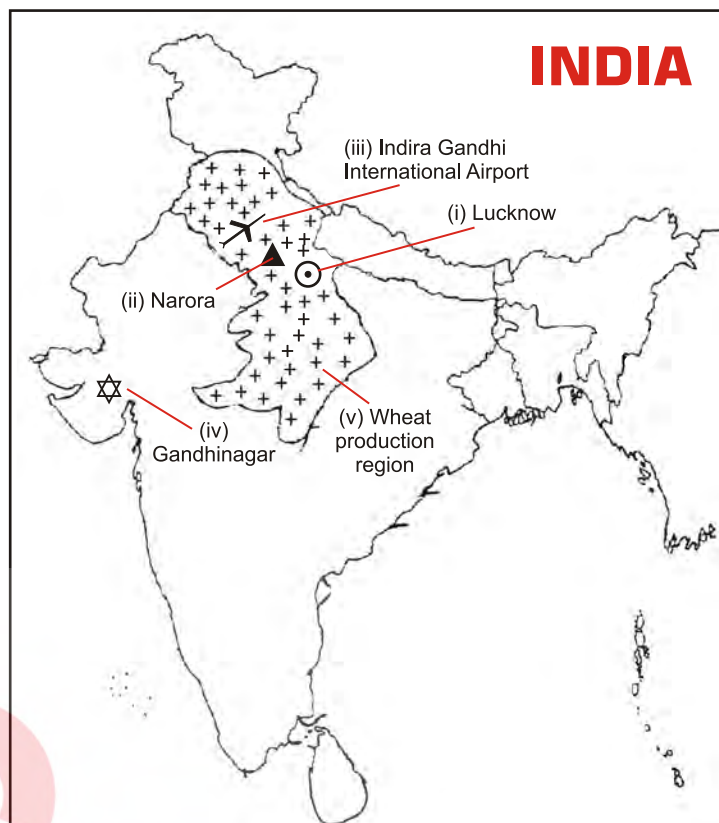 INDIA
(iii) Indira Gandhi
International Airport
(i) Lucknow
(ii) Narora
(iv)
Gandhinagar
(v) Wheat
production
region